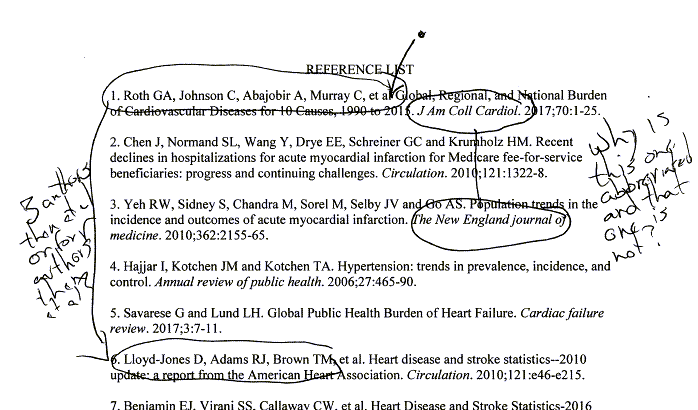 REFERENCE LIST
1. Roth GA, Johnson C, Abajobir A, Murray C, et al Global, Regional, and National Burden
of Cardiovascular Diseases for 10 Causes, 1990 to 2015. J Am Coll Cardiol. 2017;70:1-25.
2. Chen J, Normand SL, Wang Y, Drye EE, Schreiner GC and Krumholz HM. Recent
declines in hospitalizations for acute myocardial infarction for Medicare fee-for-service
beneficiaries: progress and continuing challenges. Circulation. 2010;121:1322-8.
3. Yeh RW, Sidney S, Chandra M, Sorel M, Selby JV and Go AS. Population trends in the
incidence and outcomes of acute myocardial infarction. The New England journal of
medicine. 2010;362:2155-65.
4. Hajjar I, Kotchen JM and Kotchen TA. Hypertension: trends in prevalence, incidence, and
control. Annual review of public health. 2006;27:465-90.
5. Savarese G and Lund LH. Global Public Health Burden of Heart Failure. Cardiac failure
review. 2017;3:7-11.
6. Lloyd-Jones D, Adams RJ, Brown TM, et al. Heart disease and stroke statistics--2010
update: a report from the American Heart Association. Circulation. 2010;121:e46-e215.
7. Benjamin EJ, Virani SS, Callaway CW, et al. Heart Disease and Stroke Statistics-2016
3 authors
then et al
or four
authors
then
et al
Why is
this one
and that
one is
not?